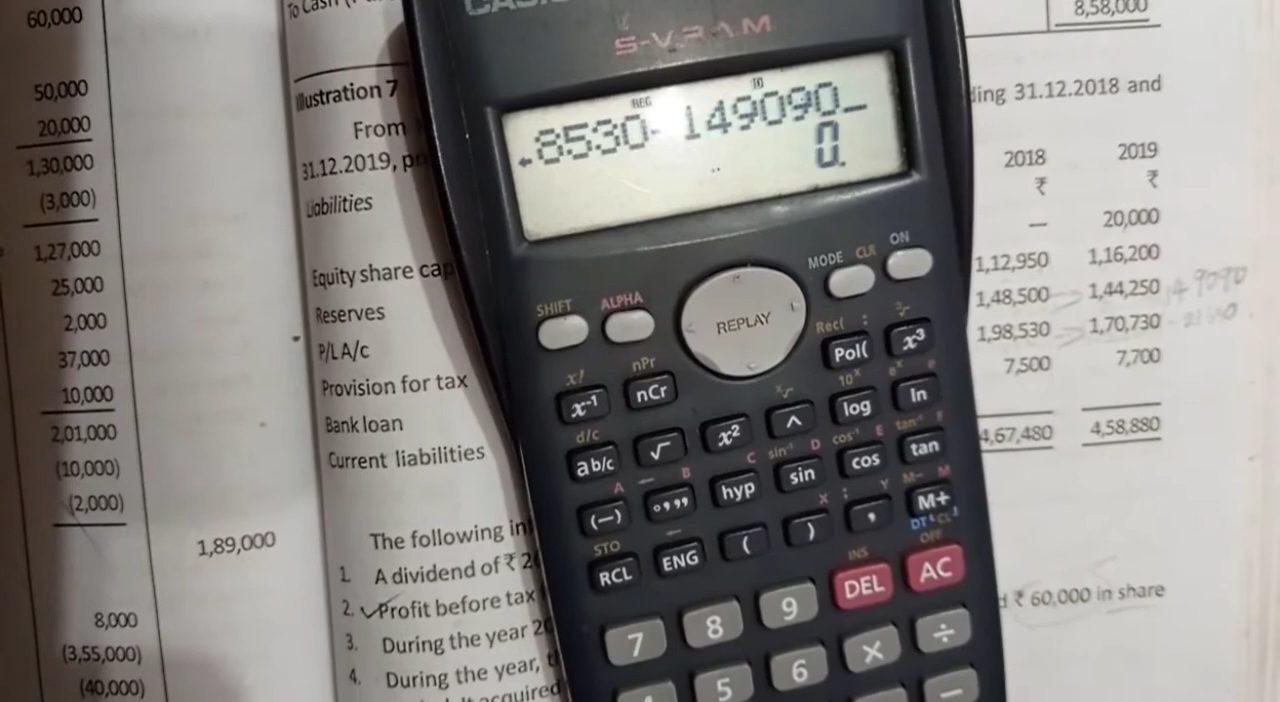 60,000
50,000
20,000
1,30,000
(3,000)
1,27,000
25,000
2,000
37,000
10,000
2,01,000
(10,000)
(2,000)
1,89,000
8,000
(3,55,000)
(40,000)
To Cash
Illustration 7
From
31.12.2019,
Liabilities
Equity share cap
Reserves
P/L A/c
Provision for tax
Bank loan
Current liabilities
The following in
1. A dividend of ₹ 2
2. Profit before tax
3. During the year 20
4. During the year,
acquired
CASIO
S-V.P.A.M
REG
8530- 149090_
0.
MODE CLR ON
SHIFT ALPHA
REPLAY
x! nPr Rec( : ³√
x⁻¹ nCr Pol( x³
d/c ˣ√ 10ˣ eˣ e
ab/c √ x² ^ log ln
A ← B C sin⁻¹ D cos⁻¹ E tan⁻¹ F
(—) °,,, hyp sin cos tan
STO ← X ; Y M- M
RCL ENG ( ) , M+
DT CL
INS OFF
7 8 9 DEL AC
4 5 6 × ÷
−
8,58,000
ding 31.12.2018 and
2018 2019
₹ ₹
— 20,000
1,12,950 1,16,200
1,48,500 1,44,250 149090
1,98,530 1,70,730
7,500 7,700
4,67,480 4,58,880
d ₹ 60,000 in share